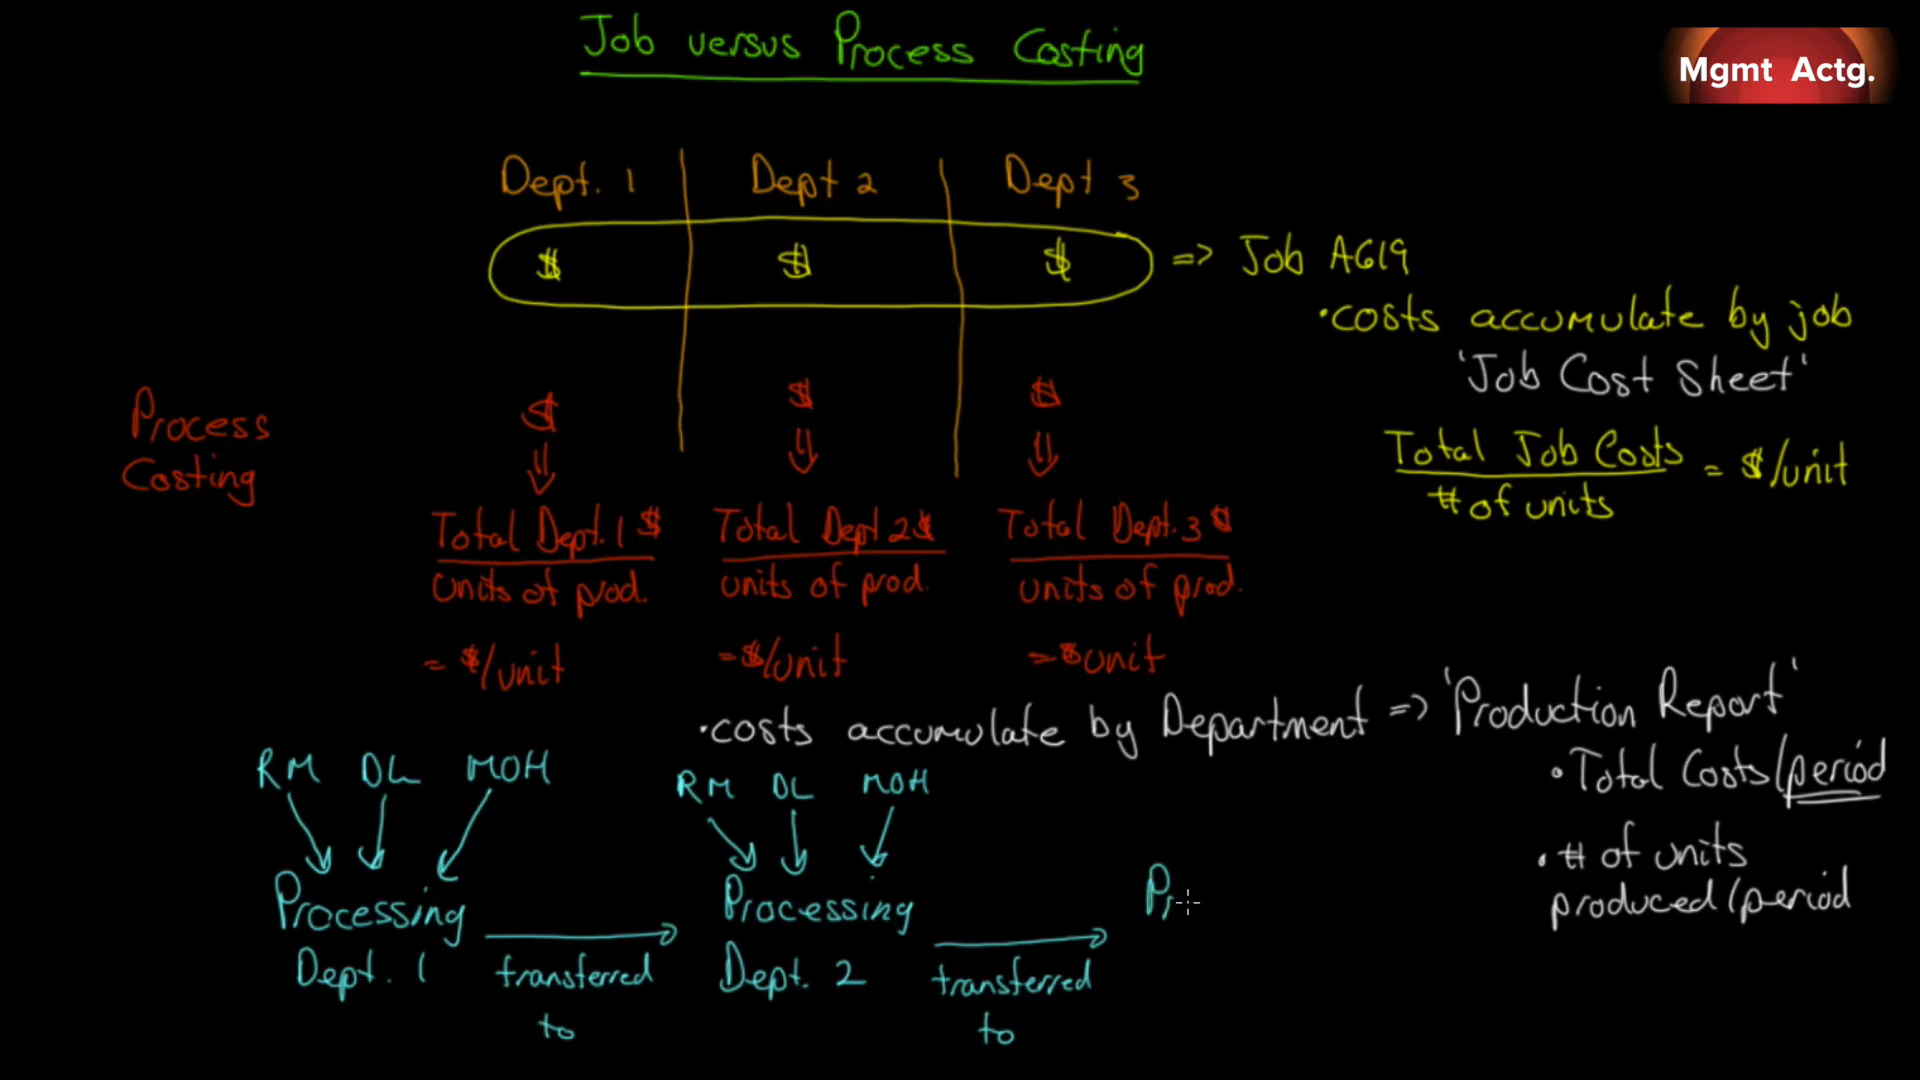 Job versus Process Costing
Mgmt Actg.
Dept. 1 Dept 2 Dept 3
$ $ $ => Job A619
•costs accumulate by job
'Job Cost Sheet'
Total Job Costs
# of units
= $/unit
Process
Costing
$ $ $
Total Dept. 1 $ Total Dept 2 $ Total Dept. 3 $
units of prod. units of prod. units of prod.
= $/unit = $/unit = $unit
•costs accumulate by Department => 'Production Report'
•Total Costs/period
•# of units
produced/period
RM DL MOH RM DL MOH
Processing Processing Pr
Dept. 1 transferred Dept. 2 transferred
to to